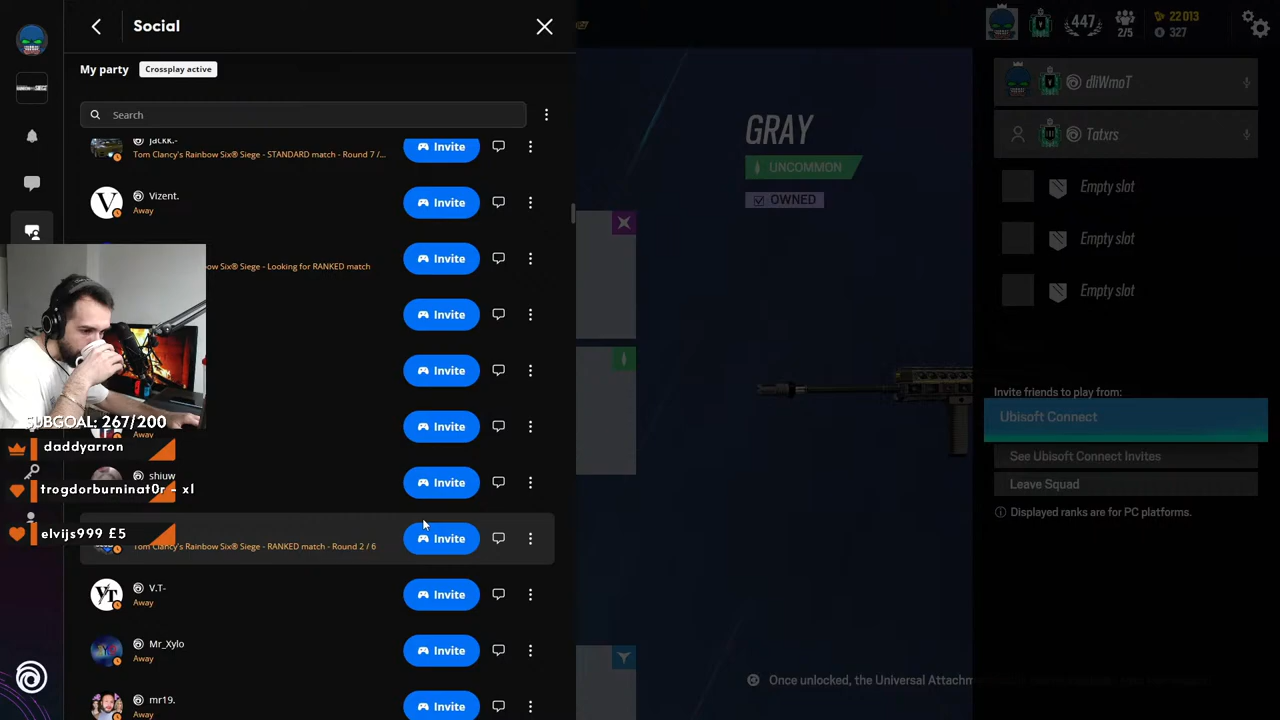 Social
My party
Crossplay active
Search
Jackk.-
Tom Clancy's Rainbow Six® Siege - STANDARD match - Round 7 /...
Invite
Vizent.
Away
Invite
bow Six® Siege - Looking for RANKED match
Invite
Invite
Invite
Away
Invite
shiuw
Invite
Tom Clancy's Rainbow Six® Siege - RANKED match - Round 2 / 6
Invite
V.T-
Away
Invite
Mr_Xylo
Away
Invite
mr19.
Invite
SUBGOAL: 267/200
daddyarron
trogdorburninat0r - x1
elvijs999 £5
GRAY
UNCOMMON
OWNED
Once unlocked, the Universal Attachm
447
2/5
22 013
327
dliWmoT
Tatxrs
Empty slot
Empty slot
Empty slot
Invite friends to play from:
Ubisoft Connect
See Ubisoft Connect Invites
Leave Squad
Displayed ranks are for PC platforms.